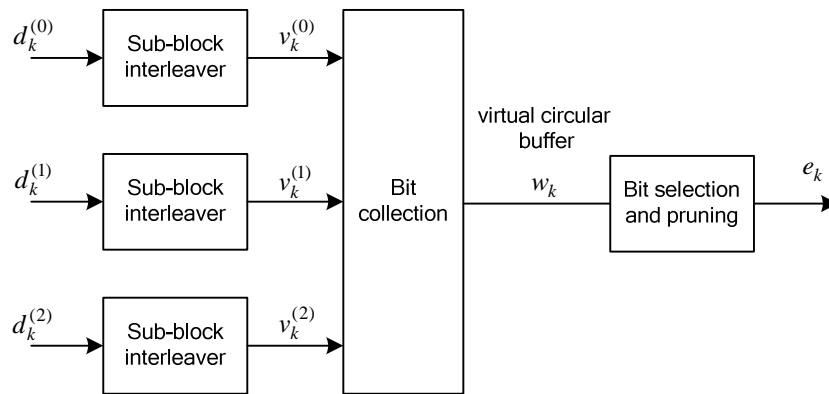 d_k^{(0)}
Sub-block
interleaver
v_k^{(0)}
d_k^{(1)}
Sub-block
interleaver
v_k^{(1)}
d_k^{(2)}
Sub-block
interleaver
v_k^{(2)}
Bit
collection
virtual circular
buffer
w_k
Bit selection
and pruning
e_k